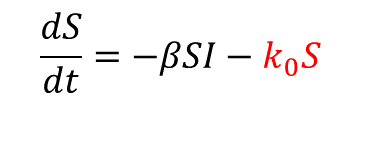 dS/dt = −βSI − k₀S